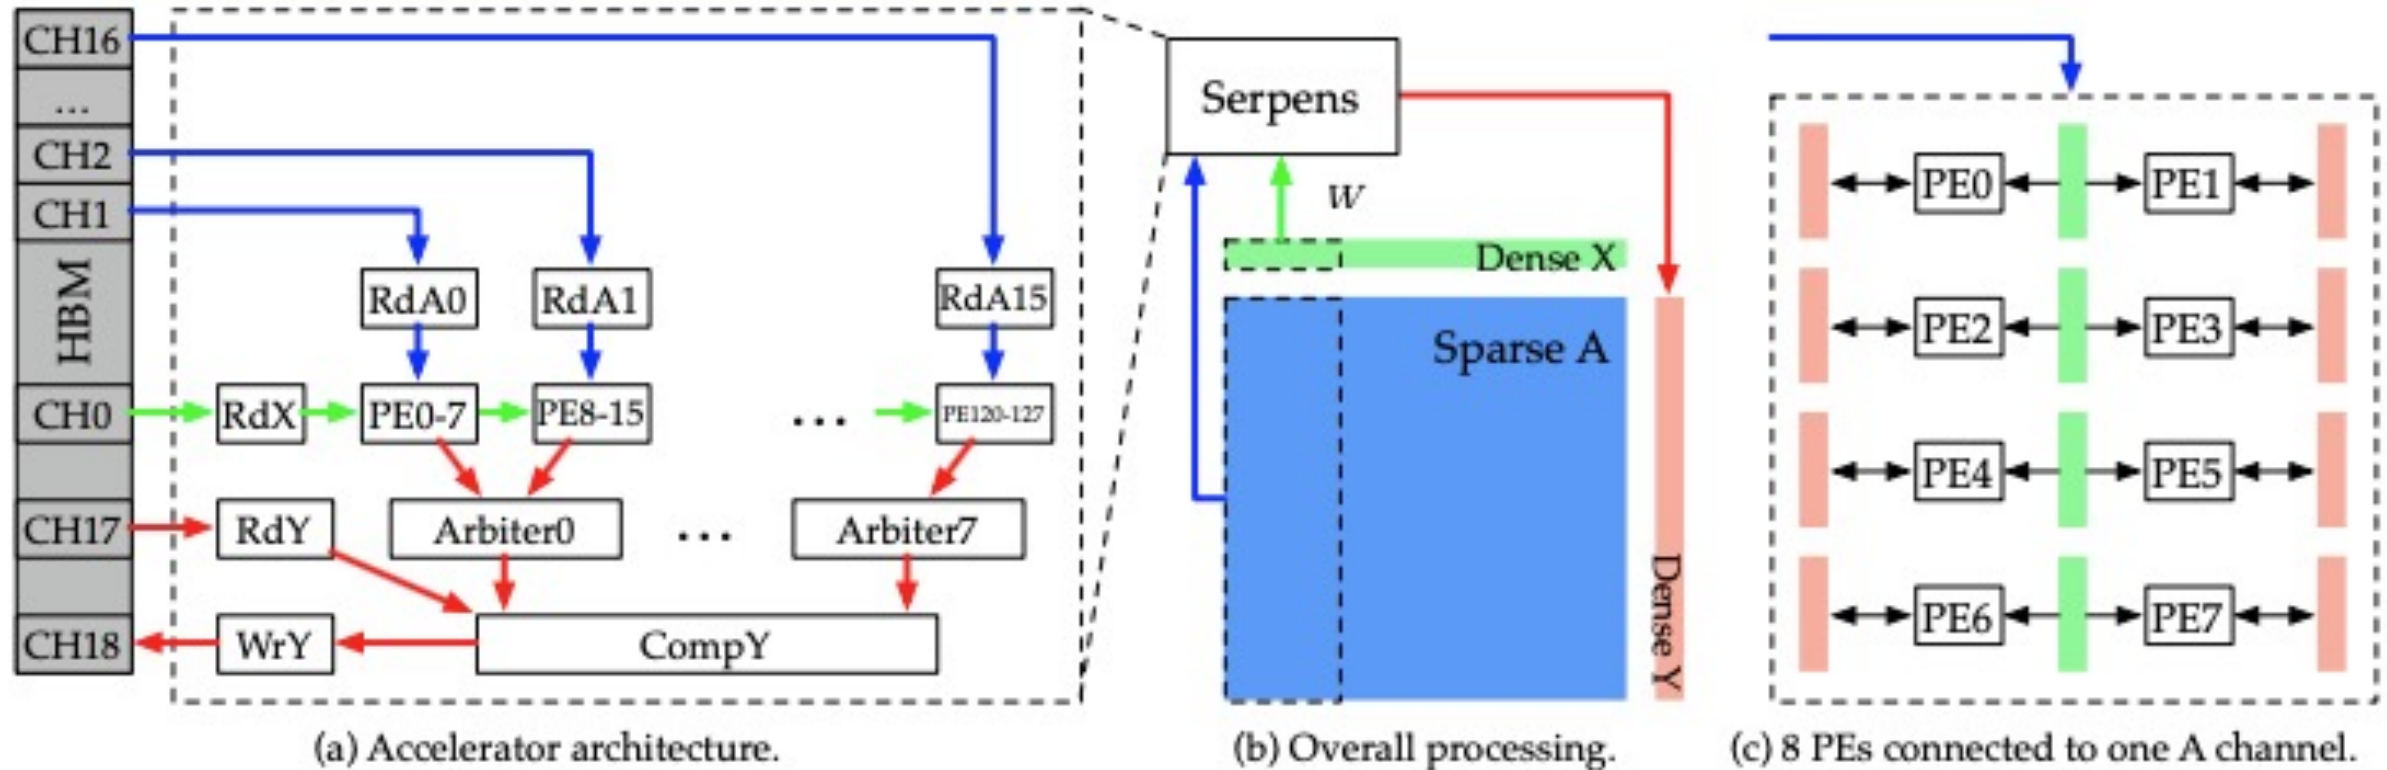 CH16
...
CH2
CH1
HBM
CH0
CH17
CH18
RdA0
RdA1
RdA15
RdX
PE0-7
PE8-15
...
PE120-127
RdY
Arbiter0
...
Arbiter7
WrY
CompY
(a) Accelerator architecture.
Serpens
W
Dense X
Sparse A
Dense Y
(b) Overall processing.
PE0
PE1
PE2
PE3
PE4
PE5
PE6
PE7
(c) 8 PEs connected to one A channel.